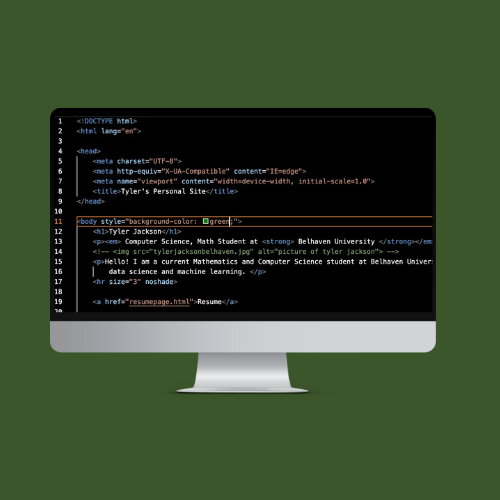 1 <!DOCTYPE html>
2 <html lang="en">
3
4 <head>
5 <meta charset="UTF-8">
6 <meta http-equiv="X-UA-Compatible" content="IE=edge">
7 <meta name="viewport" content="width=device-width, initial-scale=1.0">
8 <title>Tyler's Personal Site</title>
9 </head>
10
11 <body style="background-color: green;">
12 <h1>Tyler Jackson</h1>
13 <p><em> Computer Science, Math Student at <strong> Belhaven University </strong></em
14 <!-- <img src="tylerjacksonbelhaven.jpg" alt="picture of tyler jackson"> -->
15 <p>Hello! I am a current Mathematics and Computer Science student at Belhaven Univer
16 data science and machine learning. </p>
17 <hr size="3" noshade>
18
19 <a href="resumepage.html">Resume</a>
20